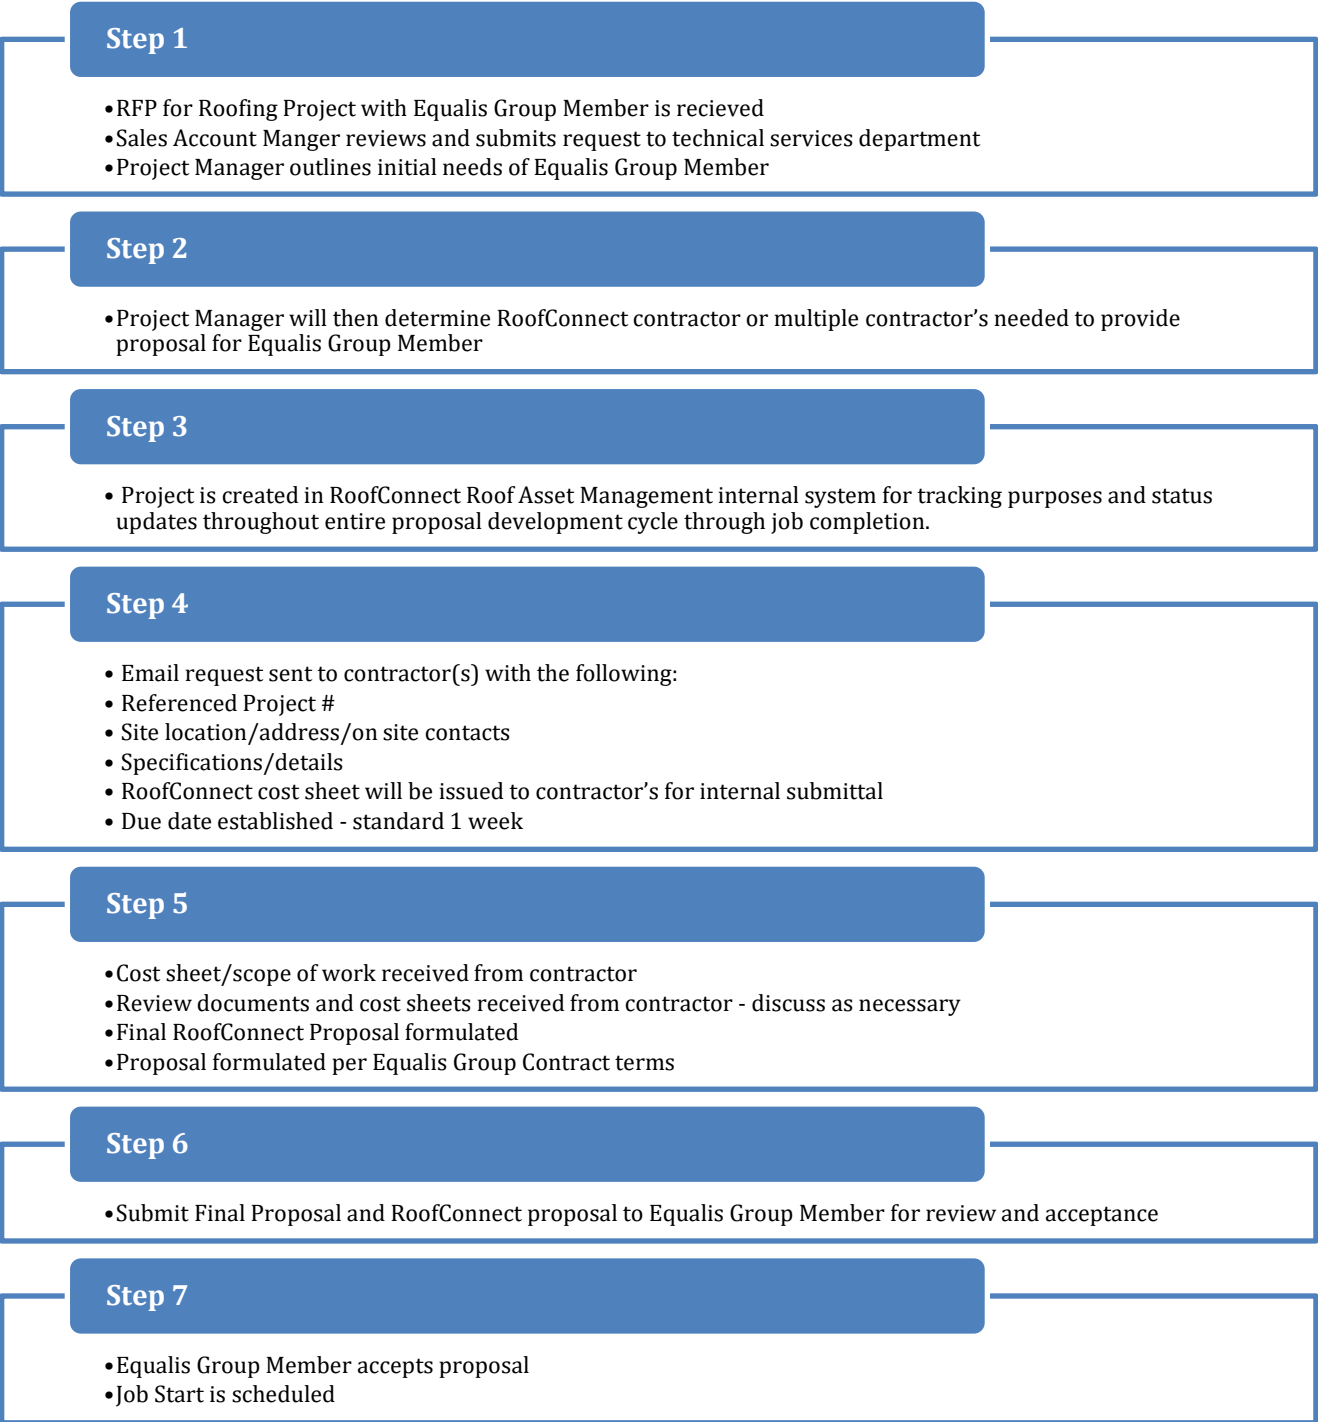 Step 1
•RFP for Roofing Project with Equalis Group Member is recieved
•Sales Account Manger reviews and submits request to technical services department
•Project Manager outlines initial needs of Equalis Group Member
Step 2
•Project Manager will then determine RoofConnect contractor or multiple contractor’s needed to provide
proposal for Equalis Group Member
Step 3
• Project is created in RoofConnect Roof Asset Management internal system for tracking purposes and status
updates throughout entire proposal development cycle through job completion.
Step 4
• Email request sent to contractor(s) with the following:
• Referenced Project #
• Site location/address/on site contacts
• Specifications/details
• RoofConnect cost sheet will be issued to contractor’s for internal submittal
• Due date established - standard 1 week
Step 5
•Cost sheet/scope of work received from contractor
•Review documents and cost sheets received from contractor - discuss as necessary
•Final RoofConnect Proposal formulated
•Proposal formulated per Equalis Group Contract terms
Step 6
•Submit Final Proposal and RoofConnect proposal to Equalis Group Member for review and acceptance
Step 7
•Equalis Group Member accepts proposal
•Job Start is scheduled